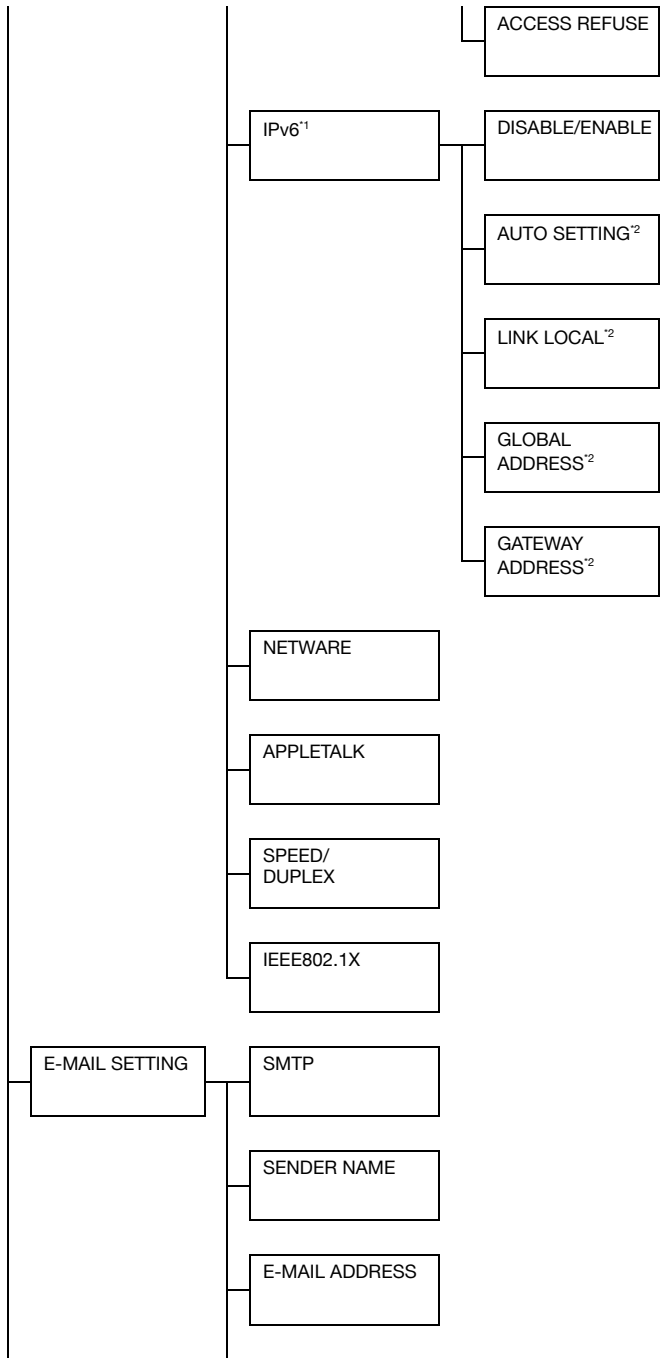 ACCESS REFUSE
IPv6*1
DISABLE/ENABLE
AUTO SETTING*2
LINK LOCAL*2
GLOBAL
ADDRESS*2
GATEWAY
ADDRESS*2
NETWARE
APPLETALK
SPEED/
DUPLEX
IEEE802.1X
E-MAIL SETTING
SMTP
SENDER NAME
E-MAIL ADDRESS